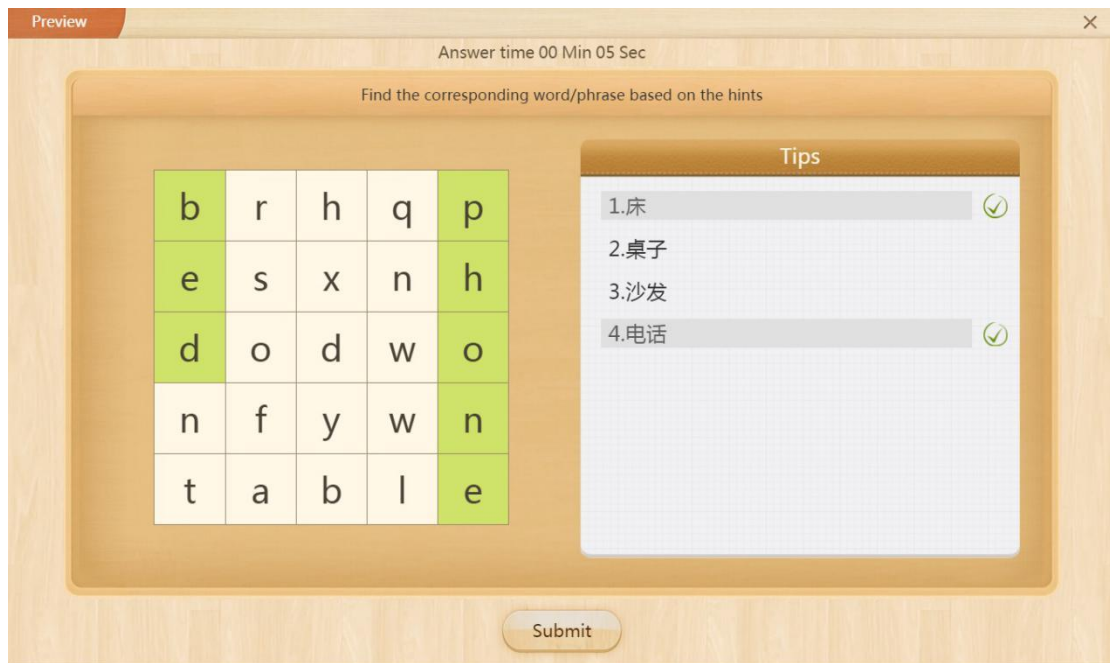 Preview
Answer time 00 Min 05 Sec
Find the corresponding word/phrase based on the hints
b r h q p
e s x n h
d o d w o
n f y w n
t a b l e
Tips
1.床
2.桌子
3.沙发
4.电话
Submit